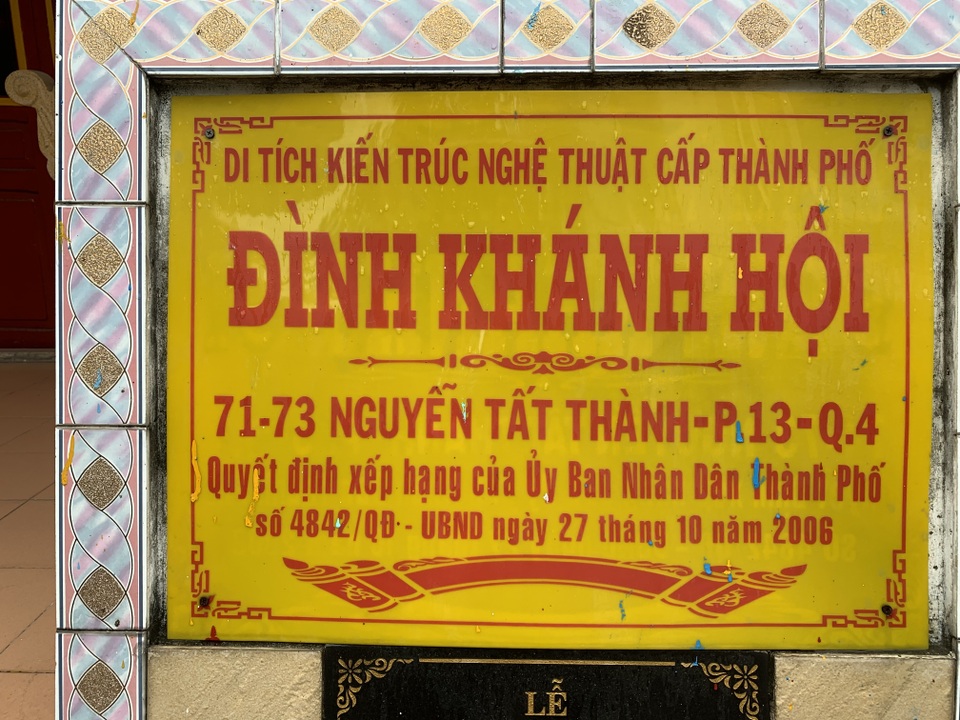 DI TÍCH KIẾN TRÚC NGHỆ THUẬT CẤP THÀNH PHỐ
ĐÌNH KHÁNH HỘI
71-73 NGUYỄN TẤT THÀNH-P.13-Q.4
Quyết định xếp hạng của Ủy Ban Nhân Dân Thành Phố
số 4842/QĐ - UBND ngày 27 tháng 10 năm 2006
LỄ